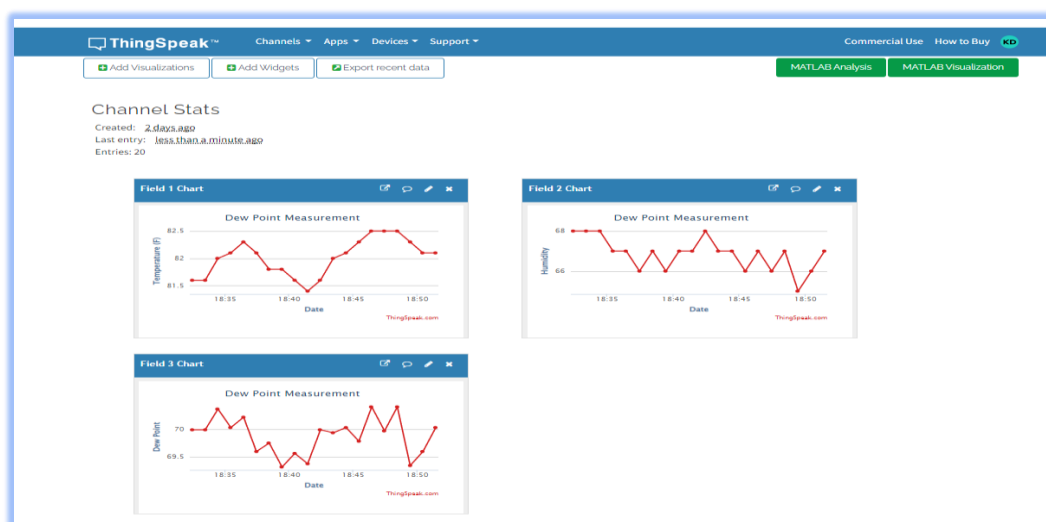 ThingSpeak™ Channels Apps Devices Support Commercial Use How to Buy KD
Add Visualizations Add Widgets Export recent data MATLAB Analysis MATLAB Visualization
Channel Stats
Created: 2 days ago
Last entry: less than a minute ago
Entries: 20
Field 1 Chart
Dew Point Measurement
Temperature (F)
82.5
82
81.5
18:35 18:40 18:45 18:50
Date
ThingSpeak.com
Field 2 Chart
Dew Point Measurement
Humidity
68
66
18:35 18:40 18:45 18:50
Date
ThingSpeak.com
Field 3 Chart
Dew Point Measurement
Dew Point
70
69.5
18:35 18:40 18:45 18:50
Date
ThingSpeak.com